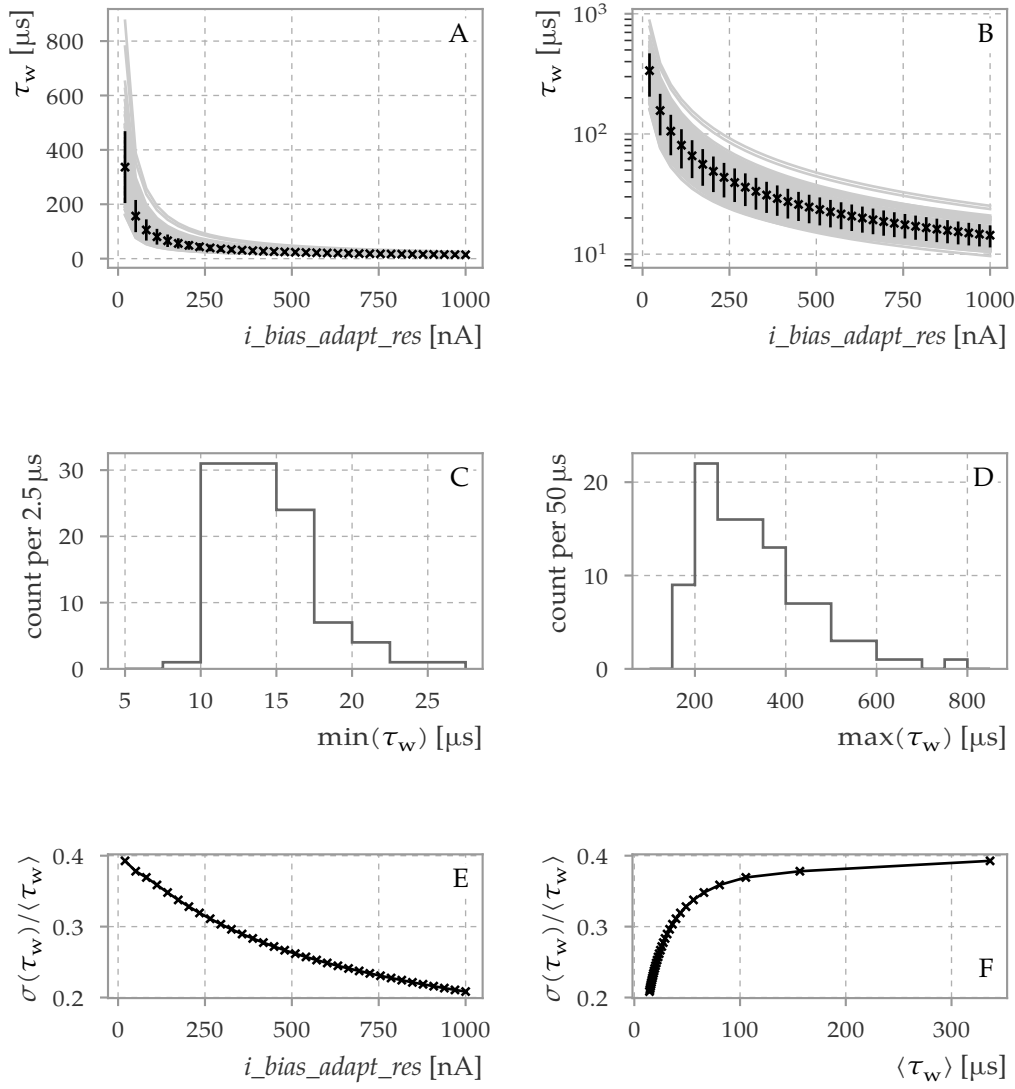 A
τw [µs]
800
600
400
200
0
0 250 500 750 1000
i_bias_adapt_res [nA]
B
τw [µs]
10³
10²
10¹
0 250 500 750 1000
i_bias_adapt_res [nA]
C
count per 2.5 µs
30
20
10
0
5 10 15 20 25
min(τw) [µs]
D
count per 50 µs
20
10
0
200 400 600 800
max(τw) [µs]
E
σ(τw)/⟨τw⟩
0.4
0.3
0.2
0 250 500 750 1000
i_bias_adapt_res [nA]
F
σ(τw)/⟨τw⟩
0.4
0.3
0.2
0 100 200 300
⟨τw⟩ [µs]